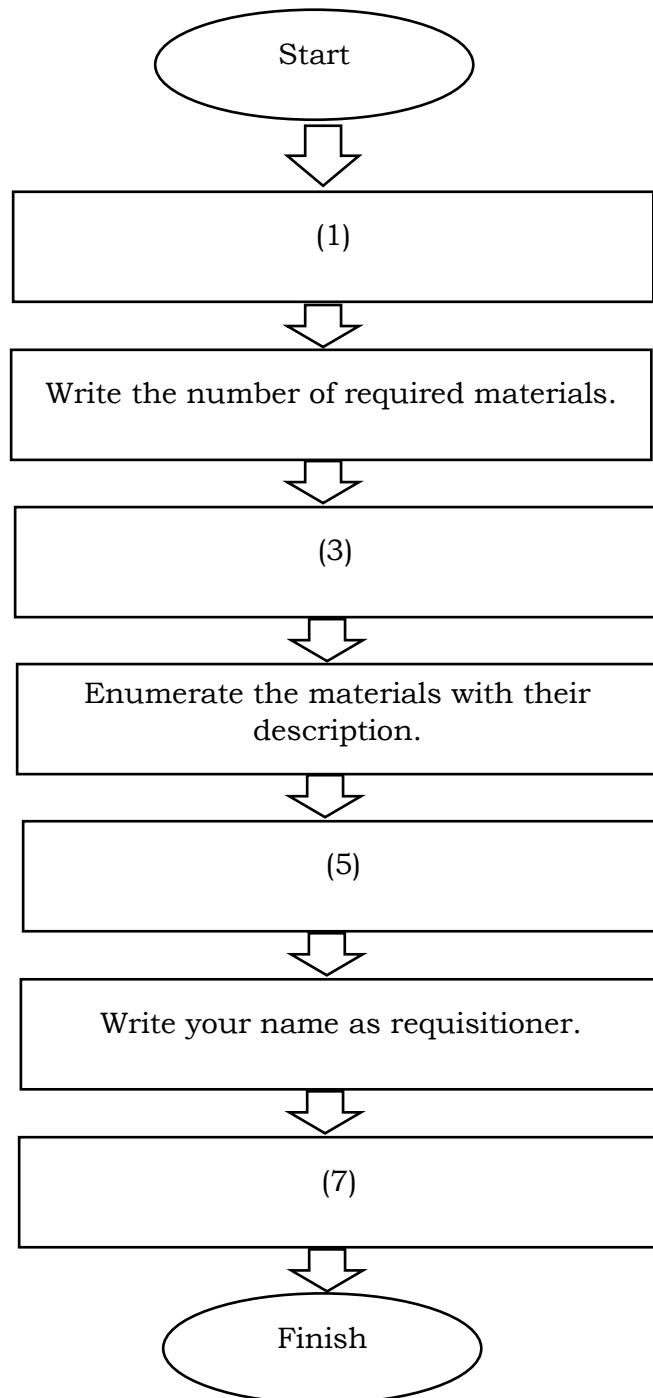 Start
(1)
Write the number of required materials.
(3)
Enumerate the materials with their
description.
(5)
Write your name as requisitioner.
(7)
Finish